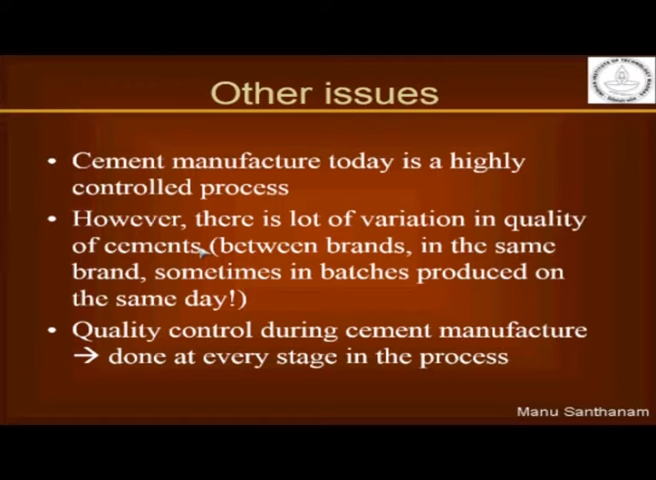 Other issues
• Cement manufacture today is a highly
controlled process
• However, there is lot of variation in quality
of cements (between brands, in the same
brand, sometimes in batches produced on
the same day!)
• Quality control during cement manufacture
→ done at every stage in the process
Manu Santhanam